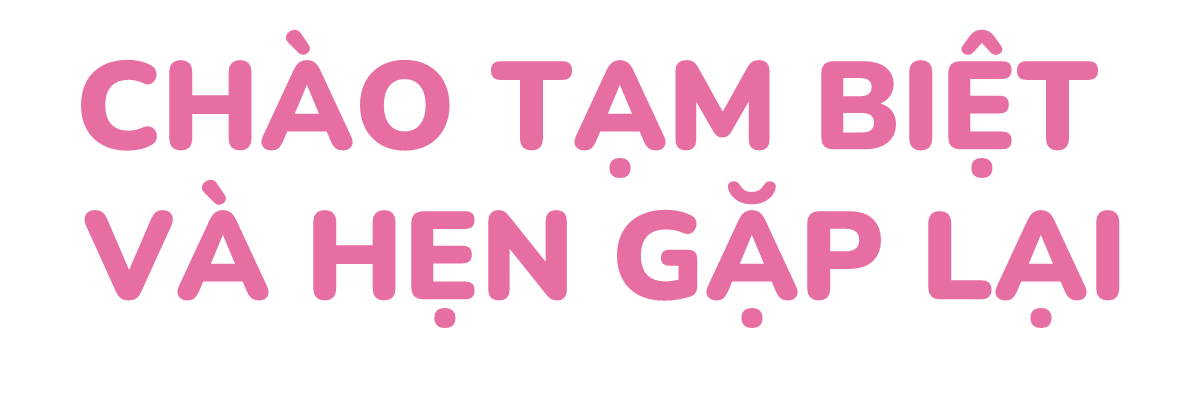 CHÀO TẠM BIỆT
VÀ HẸN GẶP LẠI